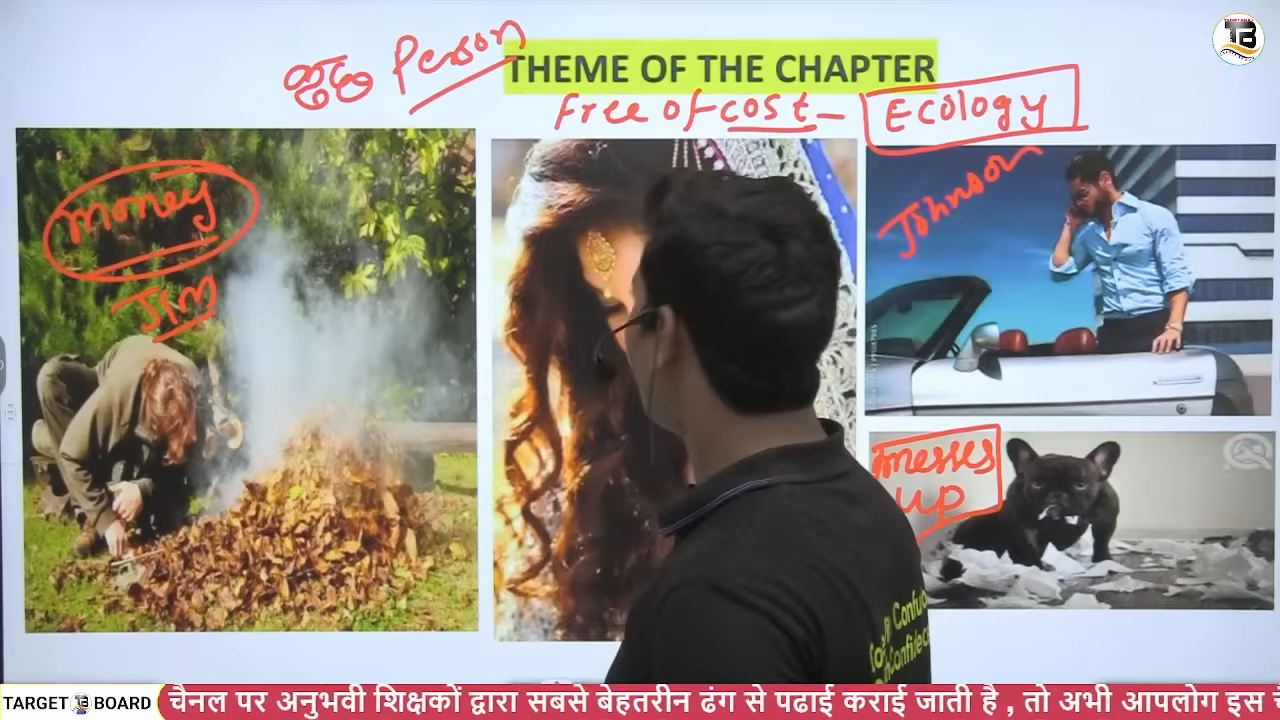 कुछ Person
THEME OF THE CHAPTER
Free of cost - Ecology
Money
Jim
Johnson
messes
up
TB
TARGET BOARD
चैनल पर अनुभवी शिक्षकों द्वारा सबसे बेहतरीन ढंग से पढाई कराई जाती है , तो अभी आपलोग इस